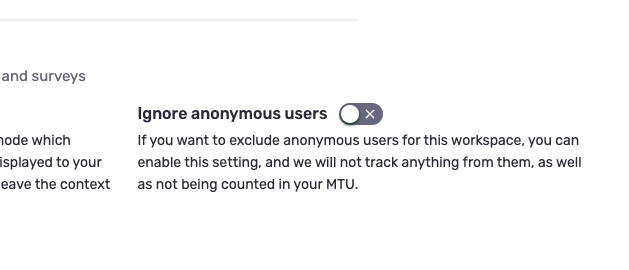 and surveys
Ignore anonymous users
node which
If you want to exclude anonymous users for this workspace, you can
isplayed to your
enable this setting, and we will not track anything from them, as well
eave the context
as not being counted in your MTU.